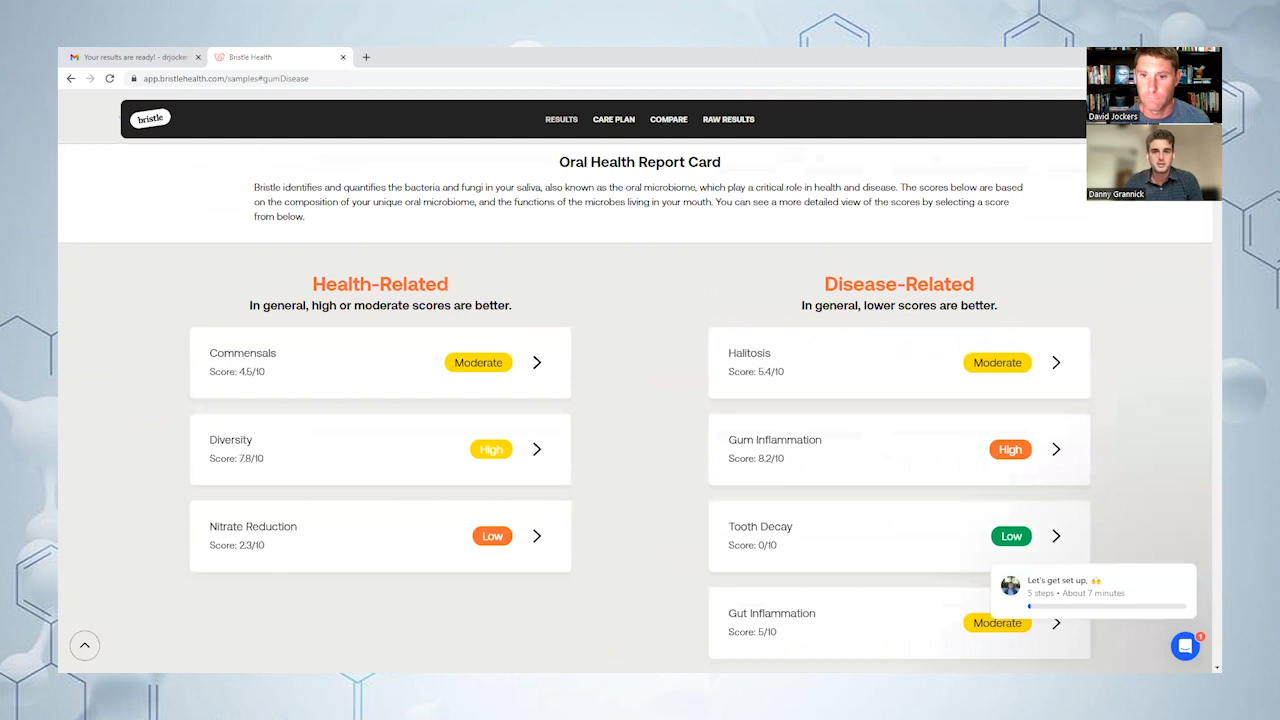 Your results are ready! - drjocker
Bristle Health
app.bristlehealth.com/samples#gumDisease
bristle
RESULTS
CARE PLAN
COMPARE
RAW RESULTS
David Jockers
Danny Grannick
Oral Health Report Card
Bristle identifies and quantifies the bacteria and fungi in your saliva, also known as the oral microbiome, which play a critical role in health and disease. The scores below are based
on the composition of your unique oral microbiome, and the functions of the microbes living in your mouth. You can see a more detailed view of the scores by selecting a score
from below.
Health-Related
In general, high or moderate scores are better.
Commensals
Score: 4.5/10
Moderate
Diversity
Score: 7.8/10
High
Nitrate Reduction
Score: 2.3/10
Low
Disease-Related
In general, lower scores are better.
Halitosis
Score: 5.4/10
Moderate
Gum Inflammation
Score: 8.2/10
High
Tooth Decay
Score: 0/10
Low
Gut Inflammation
Score: 5/10
Moderate
Let's get set up, 🙌
5 steps • About 7 minutes
1